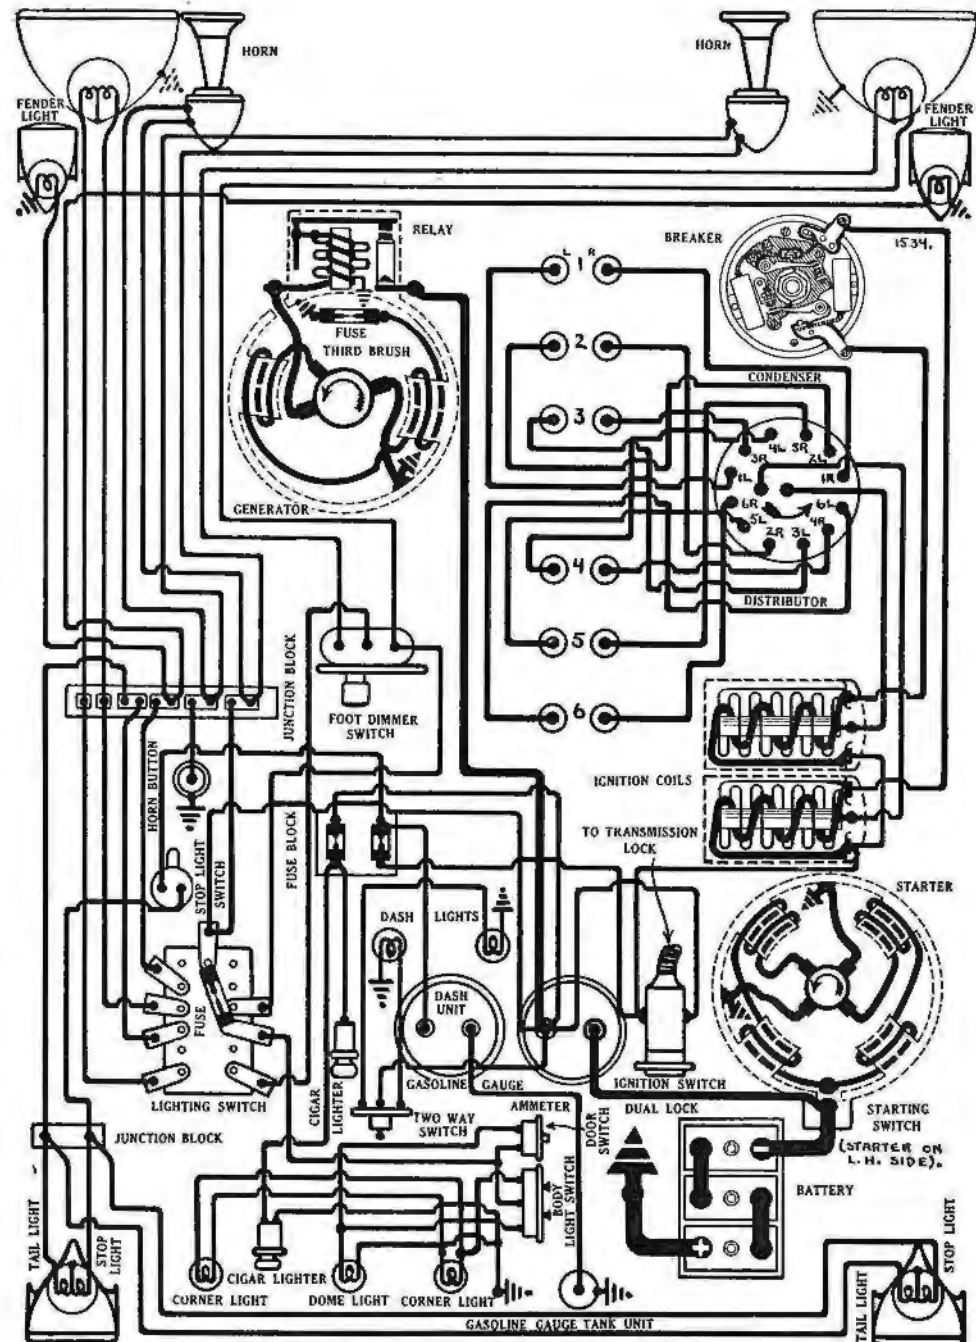 HORN
HORN
FENDER
LIGHT
FENDER
LIGHT
RELAY
BREAKER
1534.
L 1 R
FUSE
THIRD BRUSH
2
CONDENSER
3
4L 5R
3R 2L
1L 1R
6R 6L
5L 4R
2R 3L
GENERATOR
4
DISTRIBUTOR
5
JUNCTION BLOCK
FOOT DIMMER
SWITCH
6
HORN BUTTON
IGNITION COILS
STOP LIGHT
SWITCH
FUSE BLOCK
TO TRANSMISSION
LOCK
STARTER
DASH LIGHTS
FUSE
DASH
UNIT
LIGHTING SWITCH
CIGAR
LIGHTER
GASOLINE GAUGE
IGNITION SWITCH
TWO WAY
SWITCH
AMMETER
DOOR
SWITCH
DUAL LOCK
STARTING
SWITCH
(STARTER ON
L.H. SIDE).
JUNCTION BLOCK
BODY
LIGHT SWITCH
BATTERY
TAIL LIGHT
STOP
LIGHT
CIGAR LIGHTER
CORNER LIGHT
DOME LIGHT
CORNER LIGHT
STOP LIGHT
TAIL LIGHT
GASOLINE GAUGE TANK UNIT